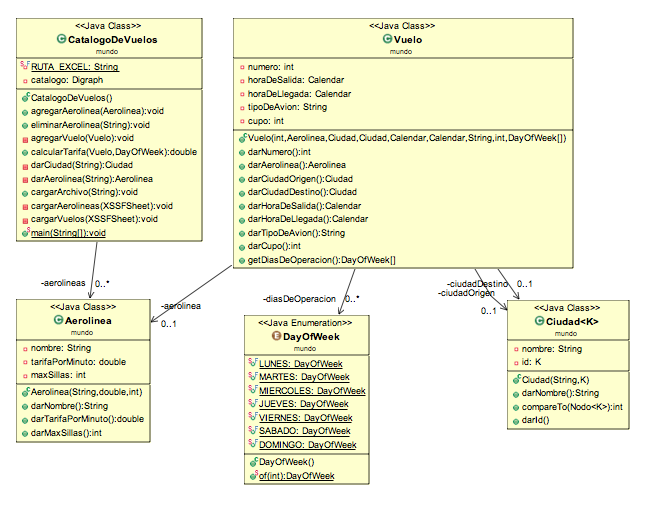 <<Java Class>>
CatalogoDeVuelos
mundo
RUTA_EXCEL: String
catalogo: Digraph
CatalogoDeVuelos()
agregarAerolinea(Aerolinea):void
eliminarAerolinea(String):void
agregarVuelo(Vuelo):void
calcularTarifa(Vuelo,DayOfWeek):double
darCiudad(String):Ciudad
darAerolinea(String):Aerolinea
cargarArchivo(String):void
cargarAerolineas(XSSFSheet):void
cargarVuelos(XSSFSheet):void
main(String[]):void
<<Java Class>>
Vuelo
mundo
numero: int
horaDeSalida: Calendar
horaDeLlegada: Calendar
tipoDeAvion: String
cupo: int
Vuelo(int,Aerolinea,Ciudad,Ciudad,Calendar,Calendar,String,int,DayOfWeek[])
darNumero():int
darAerolinea():Aerolinea
darCiudadOrigen():Ciudad
darCiudadDestino():Ciudad
darHoraDeSalida():Calendar
darHoraDeLlegada():Calendar
darTipoDeAvion():String
darCupo():int
getDiasDeOperacion():DayOfWeek[]
-aerolineas 0..*
-aerolinea
0..1
-diasDeOperacion 0..*
-ciudadDestino 0..1
-ciudadOrigen
0..1
<<Java Class>>
Aerolinea
mundo
nombre: String
tarifaPorMinuto: double
maxSillas: int
Aerolinea(String,double,int)
darNombre():String
darTarifaPorMinuto():double
darMaxSillas():int
<<Java Enumeration>>
DayOfWeek
mundo
LUNES: DayOfWeek
MARTES: DayOfWeek
MIERCOLES: DayOfWeek
JUEVES: DayOfWeek
VIERNES: DayOfWeek
SABADO: DayOfWeek
DOMINGO: DayOfWeek
DayOfWeek()
of(int):DayOfWeek
<<Java Class>>
Ciudad<K>
mundo
nombre: String
id: K
Ciudad(String,K)
darNombre():String
compareTo(Nodo<K>):int
darId()